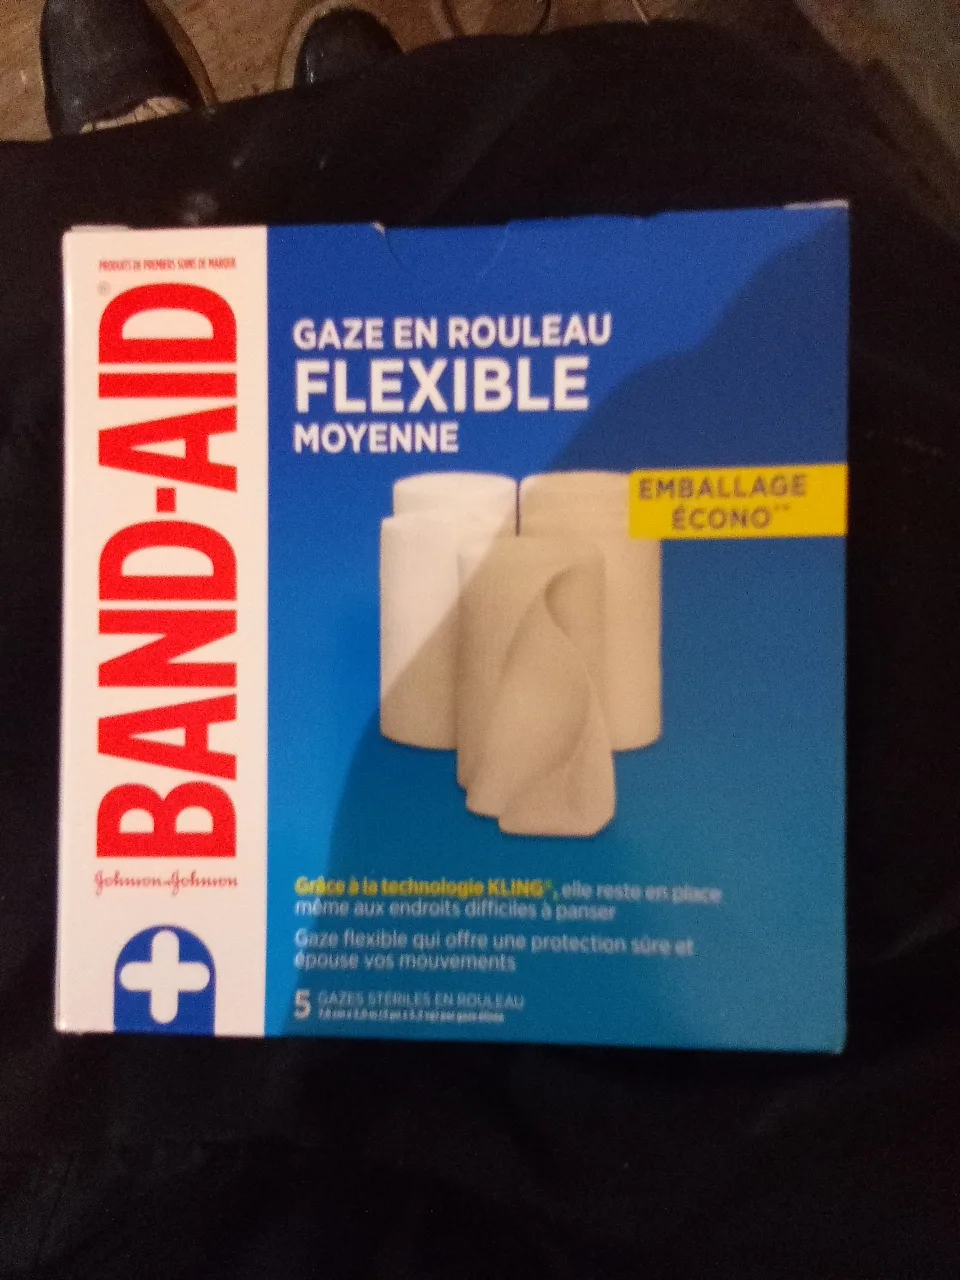 PRODUITS DE PREMIERS SOINS DE MARQUE
BAND-AID®
Johnson & Johnson
GAZE EN ROULEAU
FLEXIBLE
MOYENNE
EMBALLAGE
ÉCONO
Grâce à la technologie KLING®, elle reste en place
même aux endroits difficiles à panser
Gaze flexible qui offre une protection sûre et
épouse vos mouvements
5 GAZES STÉRILES EN ROULEAU